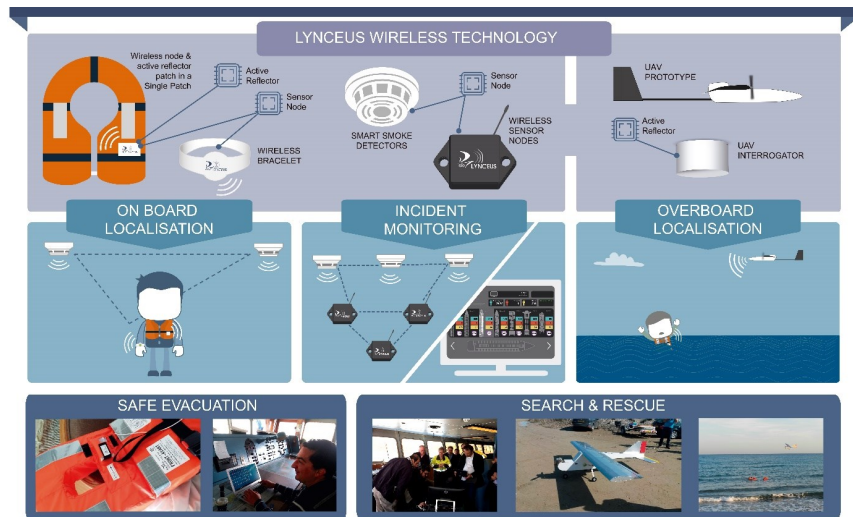 LYNCEUS WIRELESS TECHNOLOGY
Wireless node &
active reflector
patch in a
Single Patch
Active
Reflector
Sensor
Node
WIRELESS
BRACELET
SMART SMOKE
DETECTORS
Sensor
Node
WIRELESS
SENSOR
NODES
LYNCEUS
UAV
PROTOTYPE
Active
Reflector
UAV
INTERROGATOR
ON BOARD
LOCALISATION
INCIDENT
MONITORING
OVERBOARD
LOCALISATION
SAFE EVACUATION
SEARCH & RESCUE